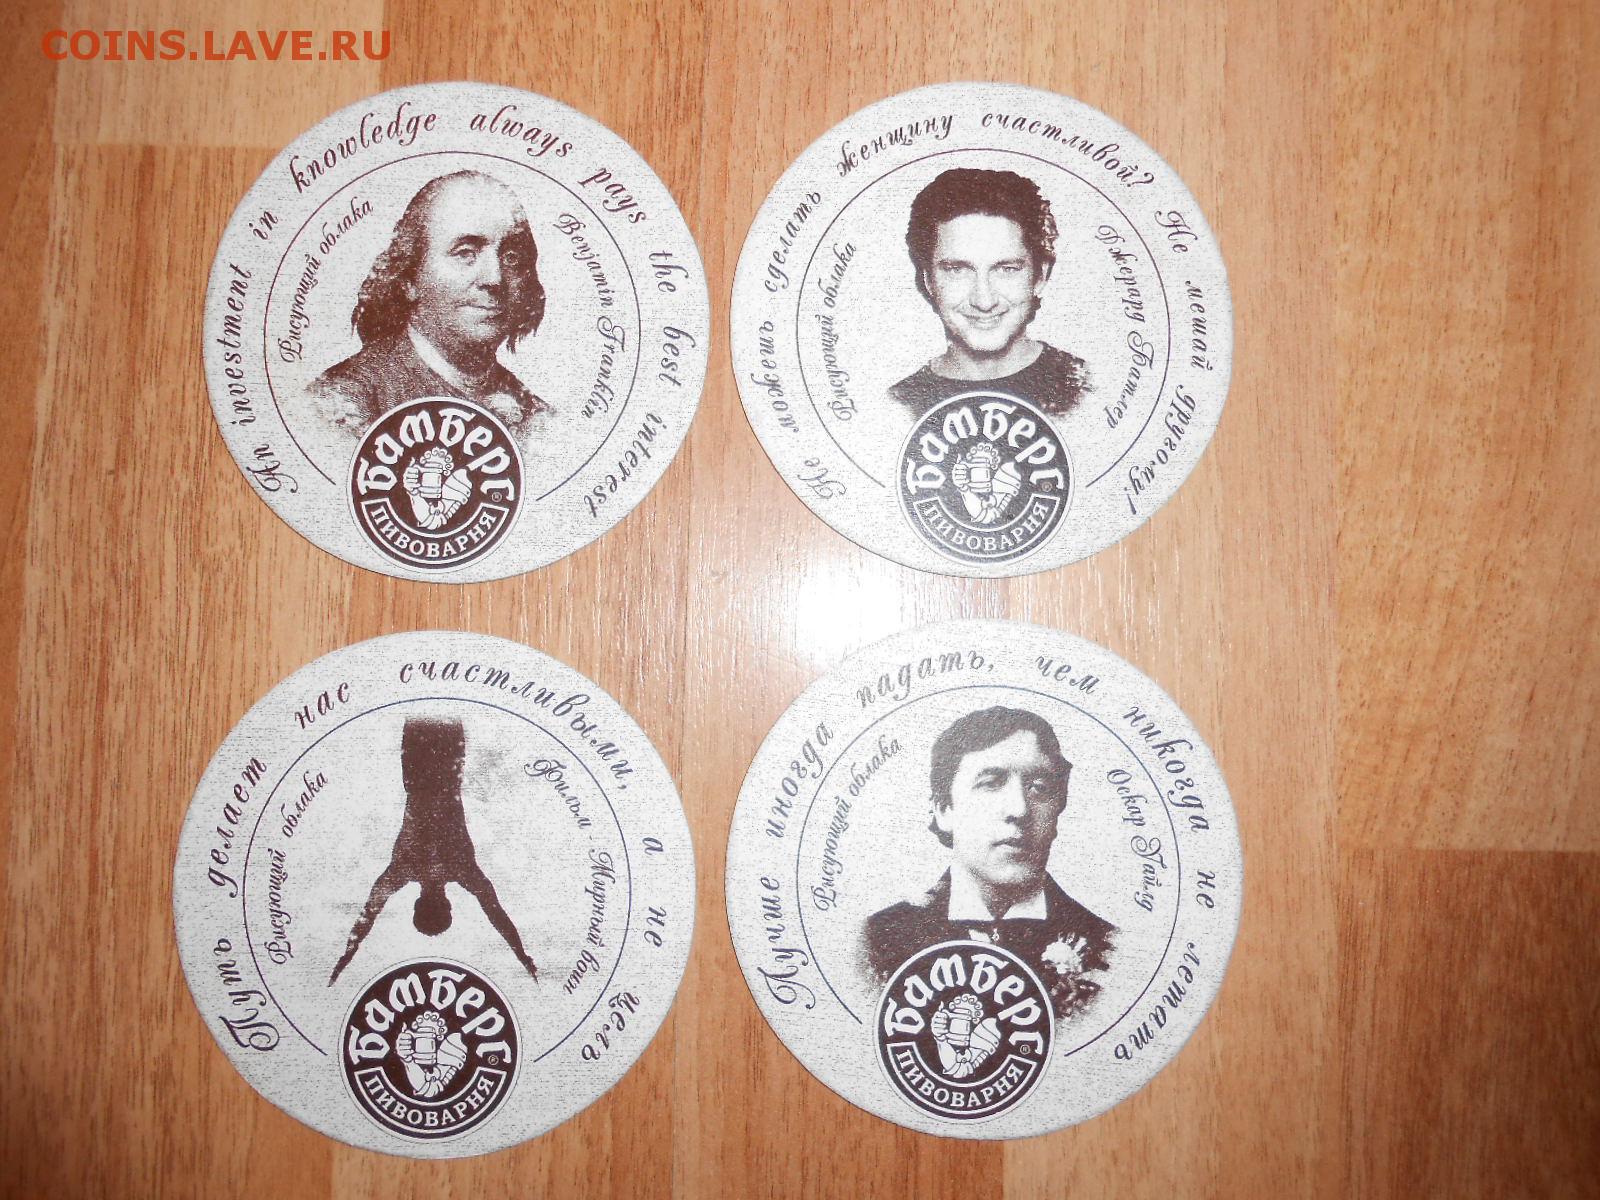 COINS.LAVE.RU
An investment in knowledge always pays the best interest
Рисующий облака
Benjamin Franklin
Бамберг®
ПИВОВАРНЯ
Не можешь сделать женщину счастливой? Не мешай другому!
Рисующий облака
Джерард Батлер
Бамберг®
ПИВОВАРНЯ
Путь делает нас счастливыми, а не цель
Рисующий облака
Фильм - Мирный воин
Бамберг®
ПИВОВАРНЯ
Лучше иногда падать, чем никогда не летать
Рисующий облака
Оскар Уайлд
Бамберг®
ПИВОВАРНЯ